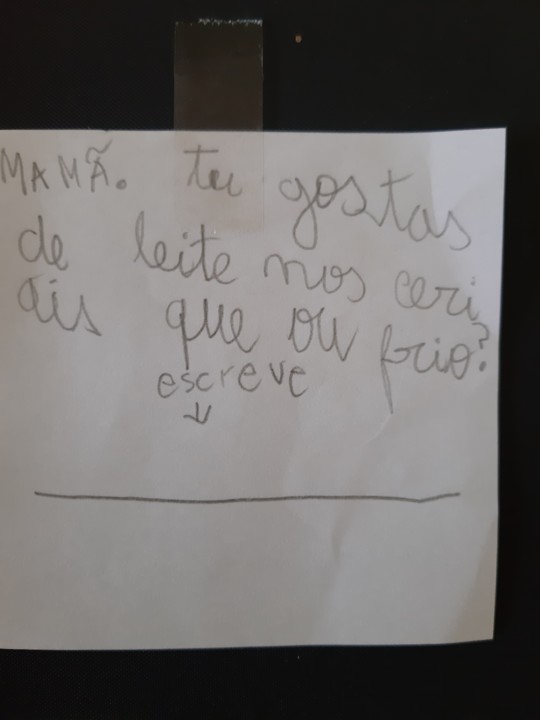 MAMÃ. tu gostas
de leite nos ceri
ais que ou frio?
escreve